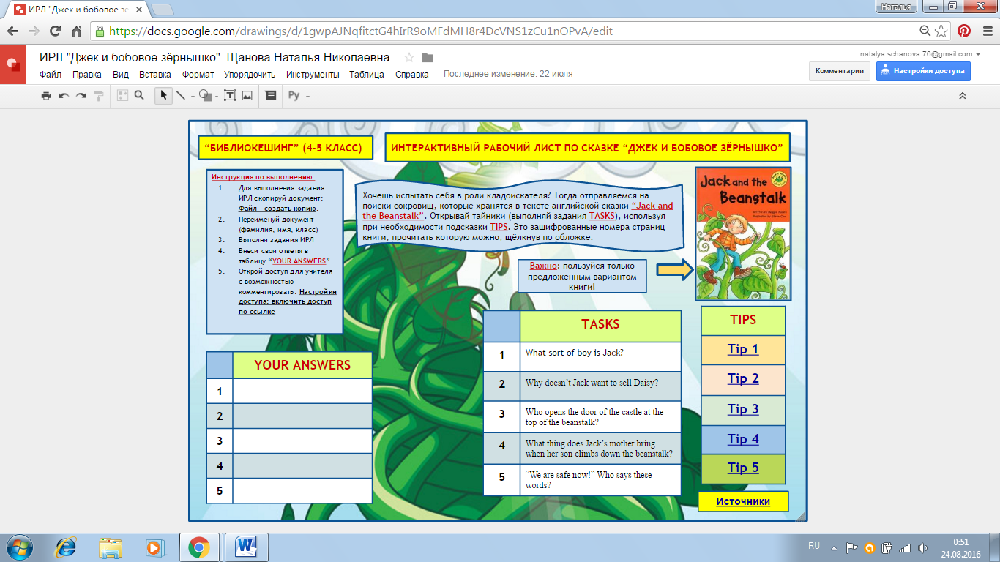 ИРЛ "Джек и бобовое зё
Наталья
https://docs.google.com/drawings/d/1gwpAJNqfitctG4hIrR9oMFdMH8r4DcVNS1zCu1nOPvA/edit
ИРЛ "Джек и бобовое зёрнышко". Щанова Наталья Николаевна
natalya.schanova.76@gmail.com
Файл Правка Вид Вставка Формат Упорядочить Инструменты Таблица Справка Последнее изменение: 22 июля
Комментарии
Настройки доступа
Ру
“БИБЛИОКЕШИНГ” (4-5 КЛАСС)
ИНТЕРАКТИВНЫЙ РАБОЧИЙ ЛИСТ ПО СКАЗКЕ “ДЖЕК И БОБОВОЕ ЗЁРНЫШКО”
Инструкция по выполнению:
1. Для выполнения задания
ИРЛ скопируй документ:
Файл - создать копию.
2. Переименуй документ
(фамилия, имя, класс)
3. Выполни задания ИРЛ
4. Внеси свои ответы в
таблицу “YOUR ANSWERS”
5. Открой доступ для учителя
с возможностью
комментировать: Настройки
доступа: включить доступ
по ссылке
Хочешь испытать себя в роли кладоискателя? Тогда отправляемся на
поиски сокровищ, которые хранятся в тексте английской сказки “Jack and
the Beanstalk”. Открывай тайники (выполняй задания TASKS), используя
при необходимости подсказки TIPS. Это зашифрованные номера страниц
книги, прочитать которую можно, щёлкнув по обложке.
Важно: пользуйся только
предложенным вариантом
книги!
Jack and the
Beanstalk
YOUR ANSWERS
1
2
3
4
5
TASKS
1 What sort of boy is Jack?
2 Why doesn’t Jack want to sell Daisy?
3 Who opens the door of the castle at the
top of the beanstalk?
4 What thing does Jack’s mother bring
when her son climbs down the beanstalk?
5 “We are safe now!” Who says these
words?
TIPS
Tip 1
Tip 2
Tip 3
Tip 4
Tip 5
Источники
RU
0:51
24.08.2016